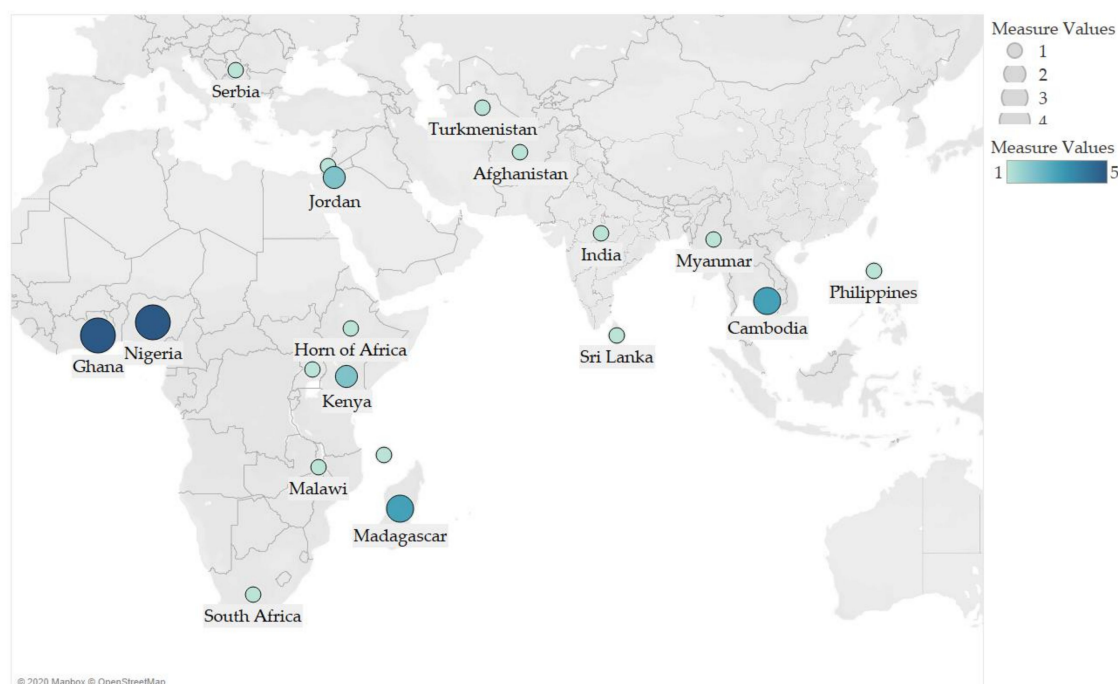 Measure Values
1
2
3
4
Measure Values
1 5
Serbia
Turkmenistan
Afghanistan
Jordan
India
Myanmar
Philippines
Cambodia
Ghana
Nigeria
Horn of Africa
Sri Lanka
Kenya
Malawi
Madagascar
South Africa
© 2020 Mapbox © OpenStreetMap